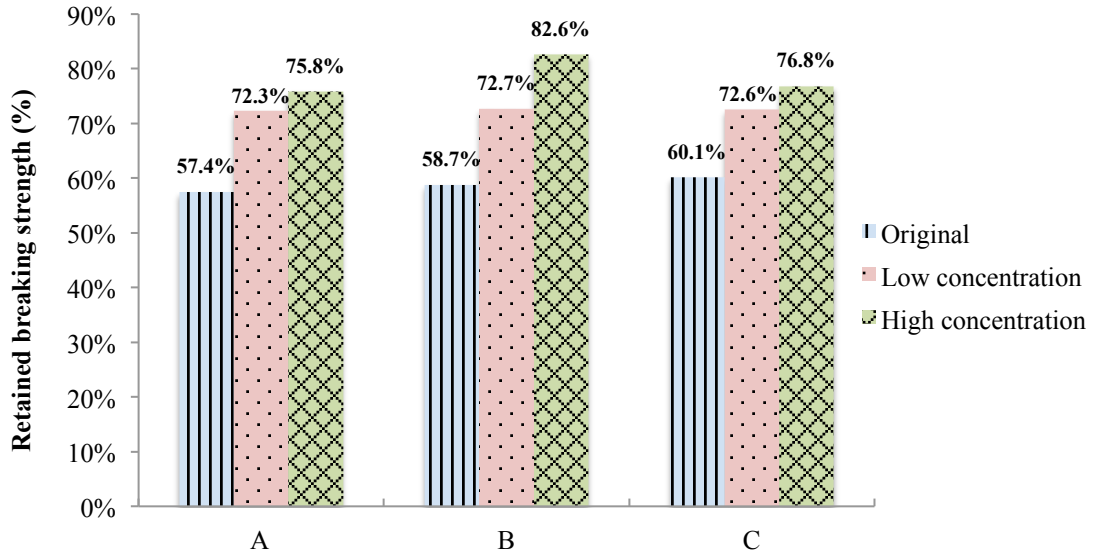 Retained breaking strength (%)
90%
80%
70%
60%
50%
40%
30%
20%
10%
0%
57.4%
72.3%
75.8%
58.7%
72.7%
82.6%
60.1%
72.6%
76.8%
A
B
C
Original
Low concentration
High concentration